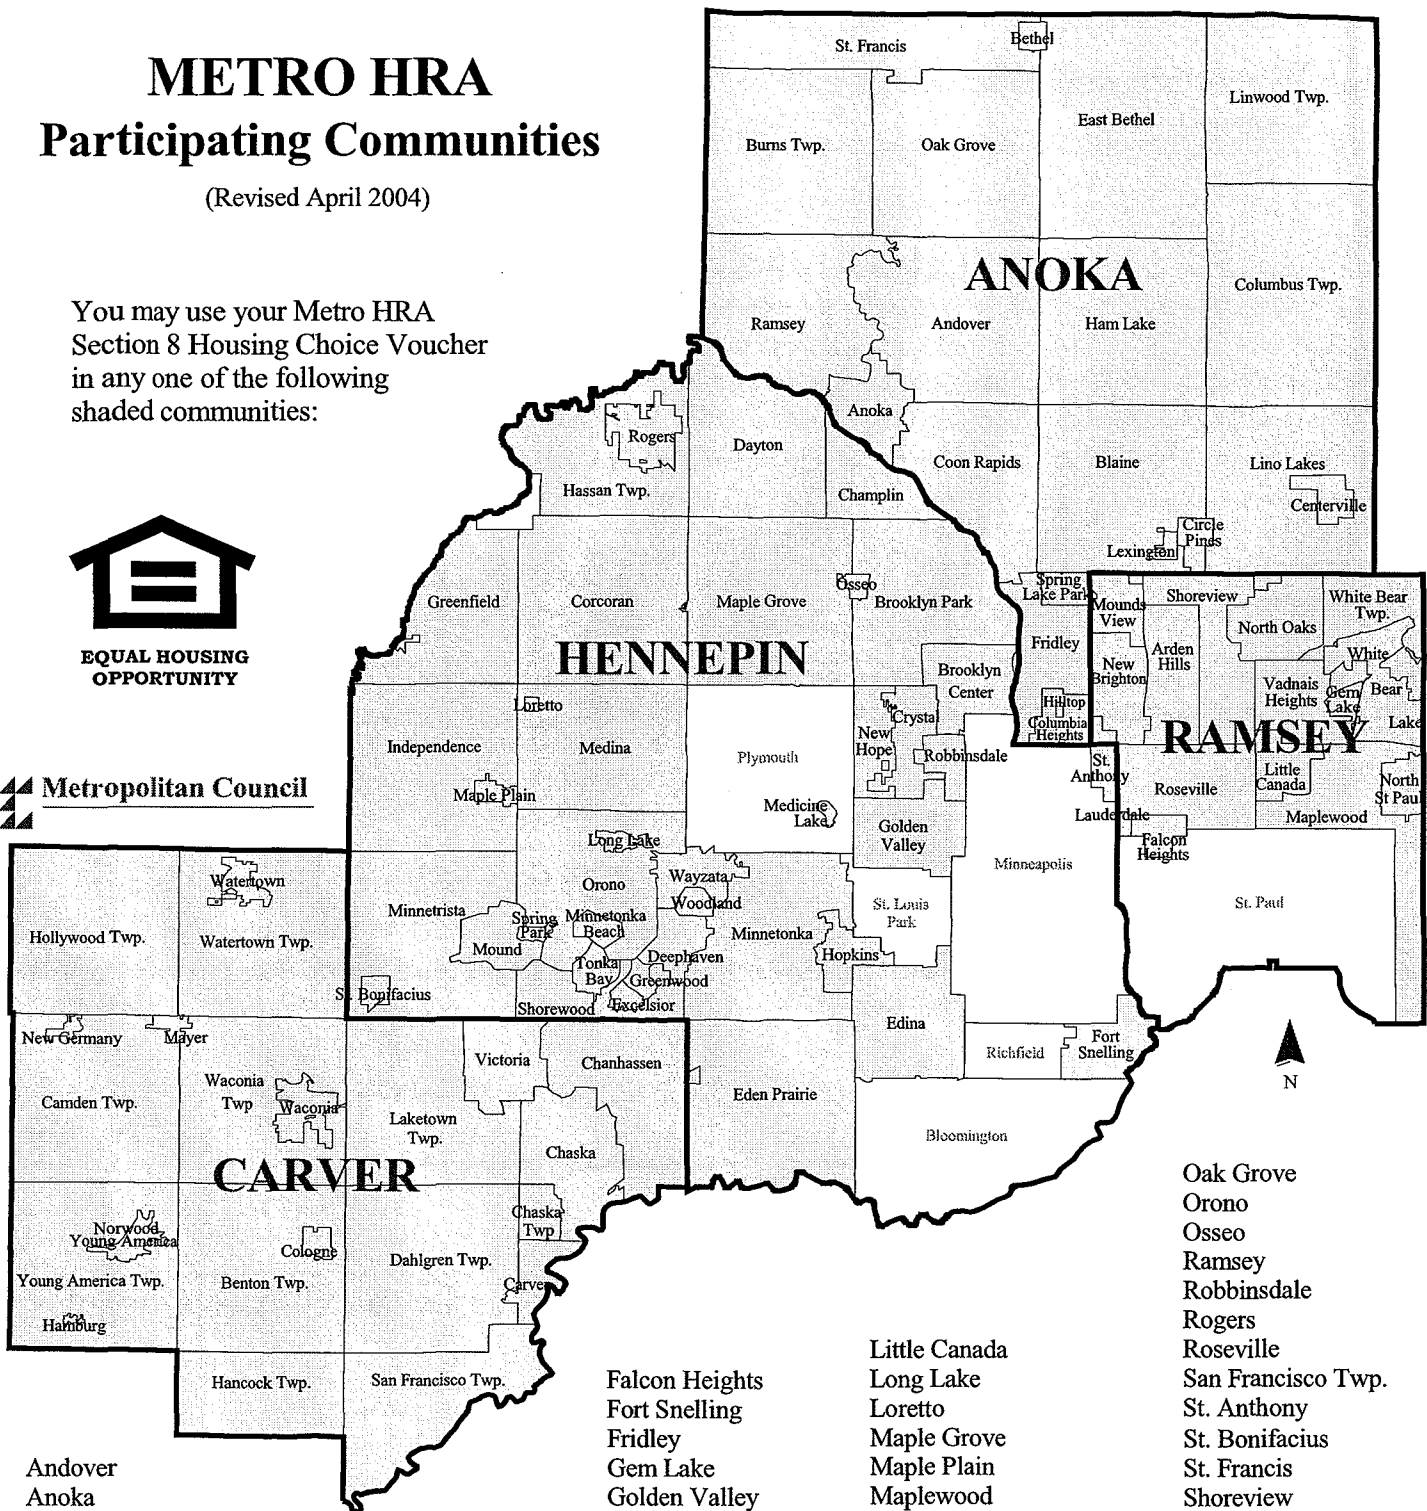 METRO HRA
Participating Communities
(Revised April 2004)
You may use your Metro HRA
Section 8 Housing Choice Voucher
in any one of the following
shaded communities:
EQUAL HOUSING
OPPORTUNITY
Metropolitan Council
St. Francis
Bethel
Linwood Twp.
East Bethel
Burns Twp.
Oak Grove
ANOKA
Columbus Twp.
Ramsey
Andover
Ham Lake
Anoka
Rogers
Dayton
Coon Rapids
Blaine
Lino Lakes
Hassan Twp.
Champlin
Centerville
Circle
Pines
Lexington
Spring
Lake Park
Osseo
Greenfield
Corcoran
Maple Grove
Brooklyn Park
Mounds
View
Shoreview
White Bear
Twp.
North Oaks
HENNEPIN
Fridley
Arden
Hills
White
Bear
Lake
Brooklyn
Center
New
Brighton
Vadnais
Heights
Gem
Lake
Loretto
Crystal
Hilltop
Columbia
Heights
RAMSEY
Independence
Medina
Plymouth
New
Hope
Robbinsdale
St.
Anthony
Little
Canada
North
St Paul
Roseville
Maple Plain
Medicine
Lake
Lauderdale
Maplewood
Golden
Valley
Falcon
Heights
Long Lake
Minneapolis
Watertown
Orono
Wayzata
Woodland
St. Louis
Park
St. Paul
Minnetrista
Spring
Park
Minnetonka
Beach
Minnetonka
Hollywood Twp.
Watertown Twp.
Mound
Deephaven
Hopkins
Tonka
Bay
Greenwood
St. Bonifacius
Shorewood
Excelsior
Edina
New Germany
Mayer
Richfield
Fort
Snelling
Victoria
Chanhassen
N
Waconia
Twp
Waconia
Camden Twp.
Laketown
Twp.
Eden Prairie
Bloomington
Chaska
CARVER
Chaska
Twp
Norwood
Young America
Cologne
Dahlgren Twp.
Young America Twp.
Benton Twp.
Carver
Hamburg
Hancock Twp.
San Francisco Twp.
Andover
Anoka
Falcon Heights
Fort Snelling
Fridley
Gem Lake
Golden Valley
Little Canada
Long Lake
Loretto
Maple Grove
Maple Plain
Maplewood
Oak Grove
Orono
Osseo
Ramsey
Robbinsdale
Rogers
Roseville
San Francisco Twp.
St. Anthony
St. Bonifacius
St. Francis
Shoreview